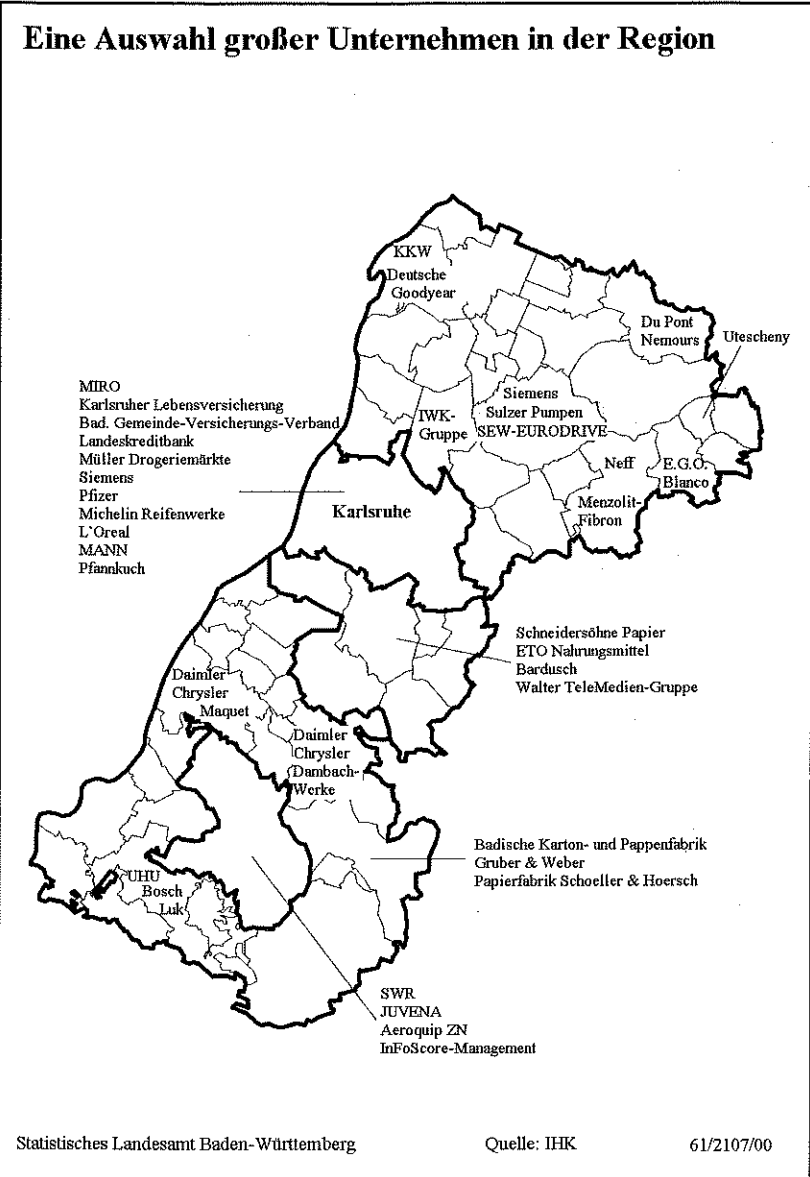 Eine Auswahl großer Unternehmen in der Region
KKW
Deutsche
Goodyear
Du Pont
Nemours
Utescheny
MIRO
Karlsruher Lebensversicherung
Bad. Gemeinde-Versicherungs-Verband
Landeskreditbank
Müller Drogeriemärkte
Siemens
Pfizer
Michelin Reifenwerke
L`Oreal
MANN
Pfannkuch
IWK-
Gruppe
Siemens
Sulzer Pumpen
SEW-EURODRIVE
Neff
E.G.O.
Blanco
Menzolit-
Fibron
Karlsruhe
Schneidersöhne Papier
ETO Nahrungsmittel
Bardusch
Walter TeleMedien-Gruppe
Daimler
Chrysler
Maquet
Daimler
Chrysler
Dambach-
Werke
Badische Karton- und Pappenfabrik
Gruber & Weber
Papierfabrik Schoeller & Hoersch
UHU
Bosch
Luk
SWR
JUVENA
Aeroquip ZN
InFoScore-Management
Statistisches Landesamt Baden-Württemberg
Quelle: IHK
61/2107/00